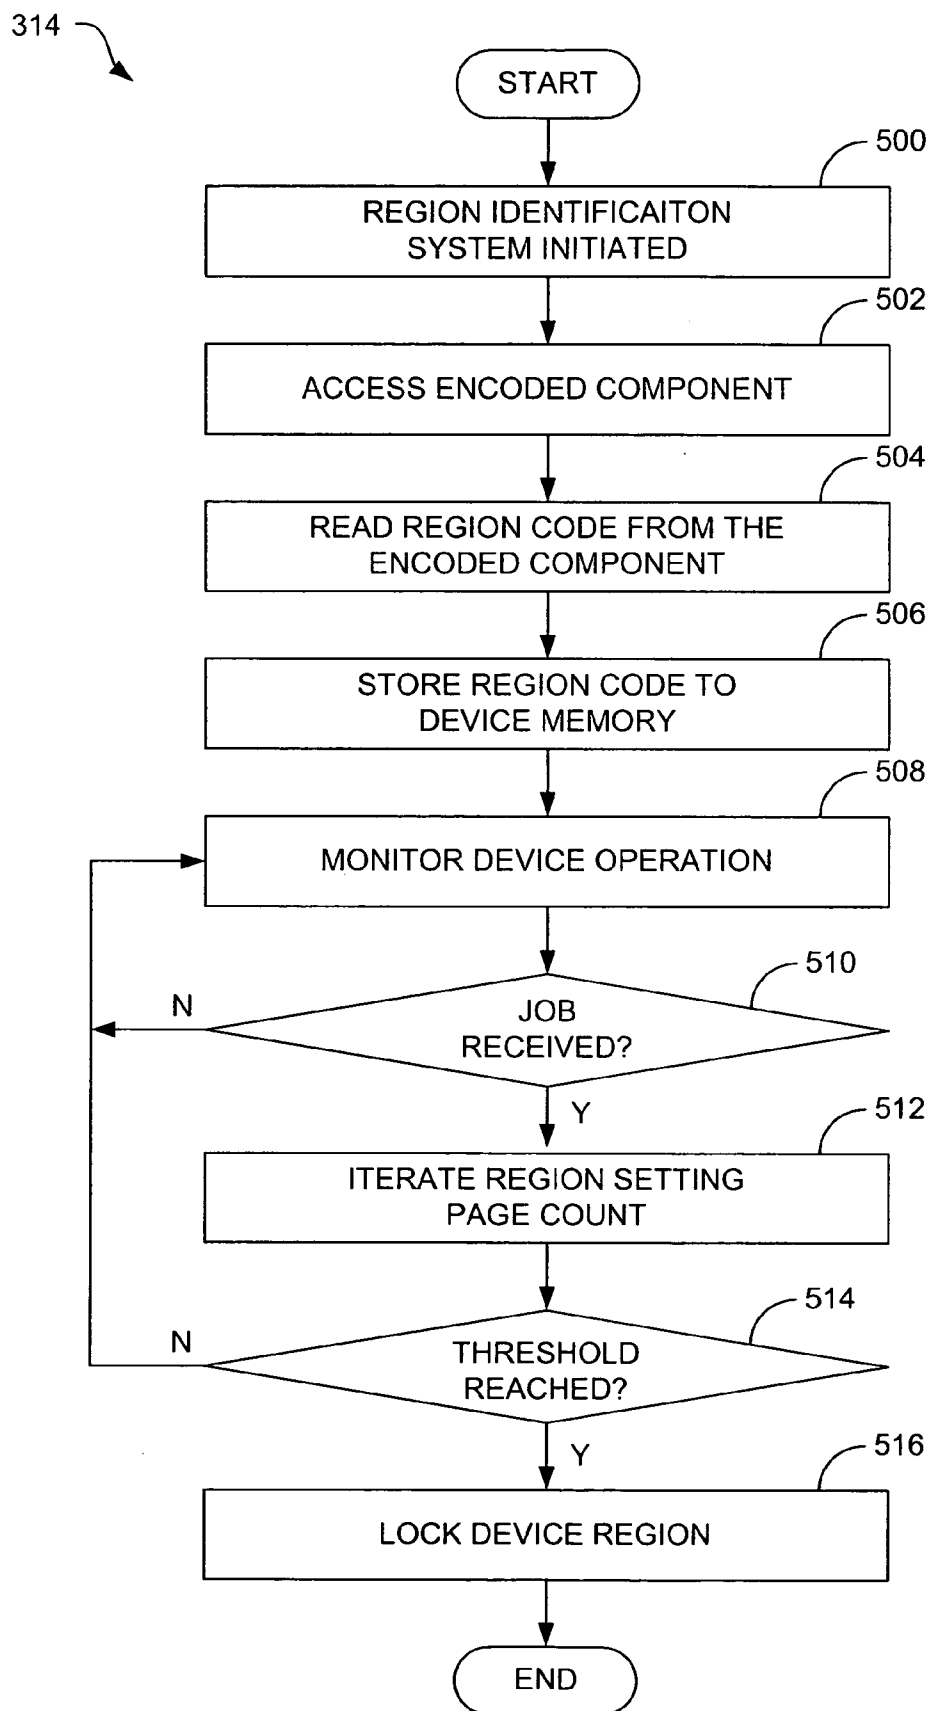 314
START
500
REGION IDENTIFICAITON
SYSTEM INITIATED
502
ACCESS ENCODED COMPONENT
504
READ REGION CODE FROM THE
ENCODED COMPONENT
506
STORE REGION CODE TO
DEVICE MEMORY
508
MONITOR DEVICE OPERATION
510
N
JOB
RECEIVED?
Y
512
ITERATE REGION SETTING
PAGE COUNT
514
N
THRESHOLD
REACHED?
Y
516
LOCK DEVICE REGION
END